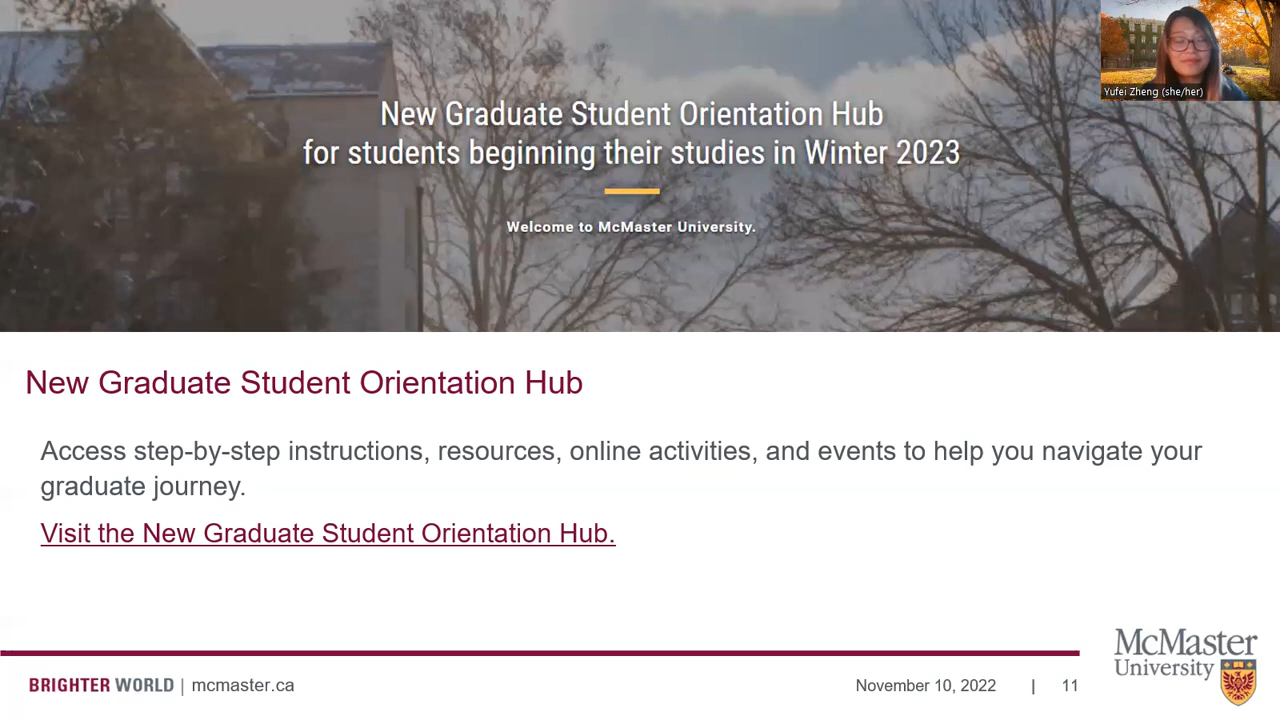 Yufei Zheng (she/her)
New Graduate Student Orientation Hub
for students beginning their studies in Winter 2023
Welcome to McMaster University.
New Graduate Student Orientation Hub
Access step-by-step instructions, resources, online activities, and events to help you navigate your
graduate journey.
Visit the New Graduate Student Orientation Hub.
BRIGHTER WORLD | mcmaster.ca
November 10, 2022 | 11
McMaster
University